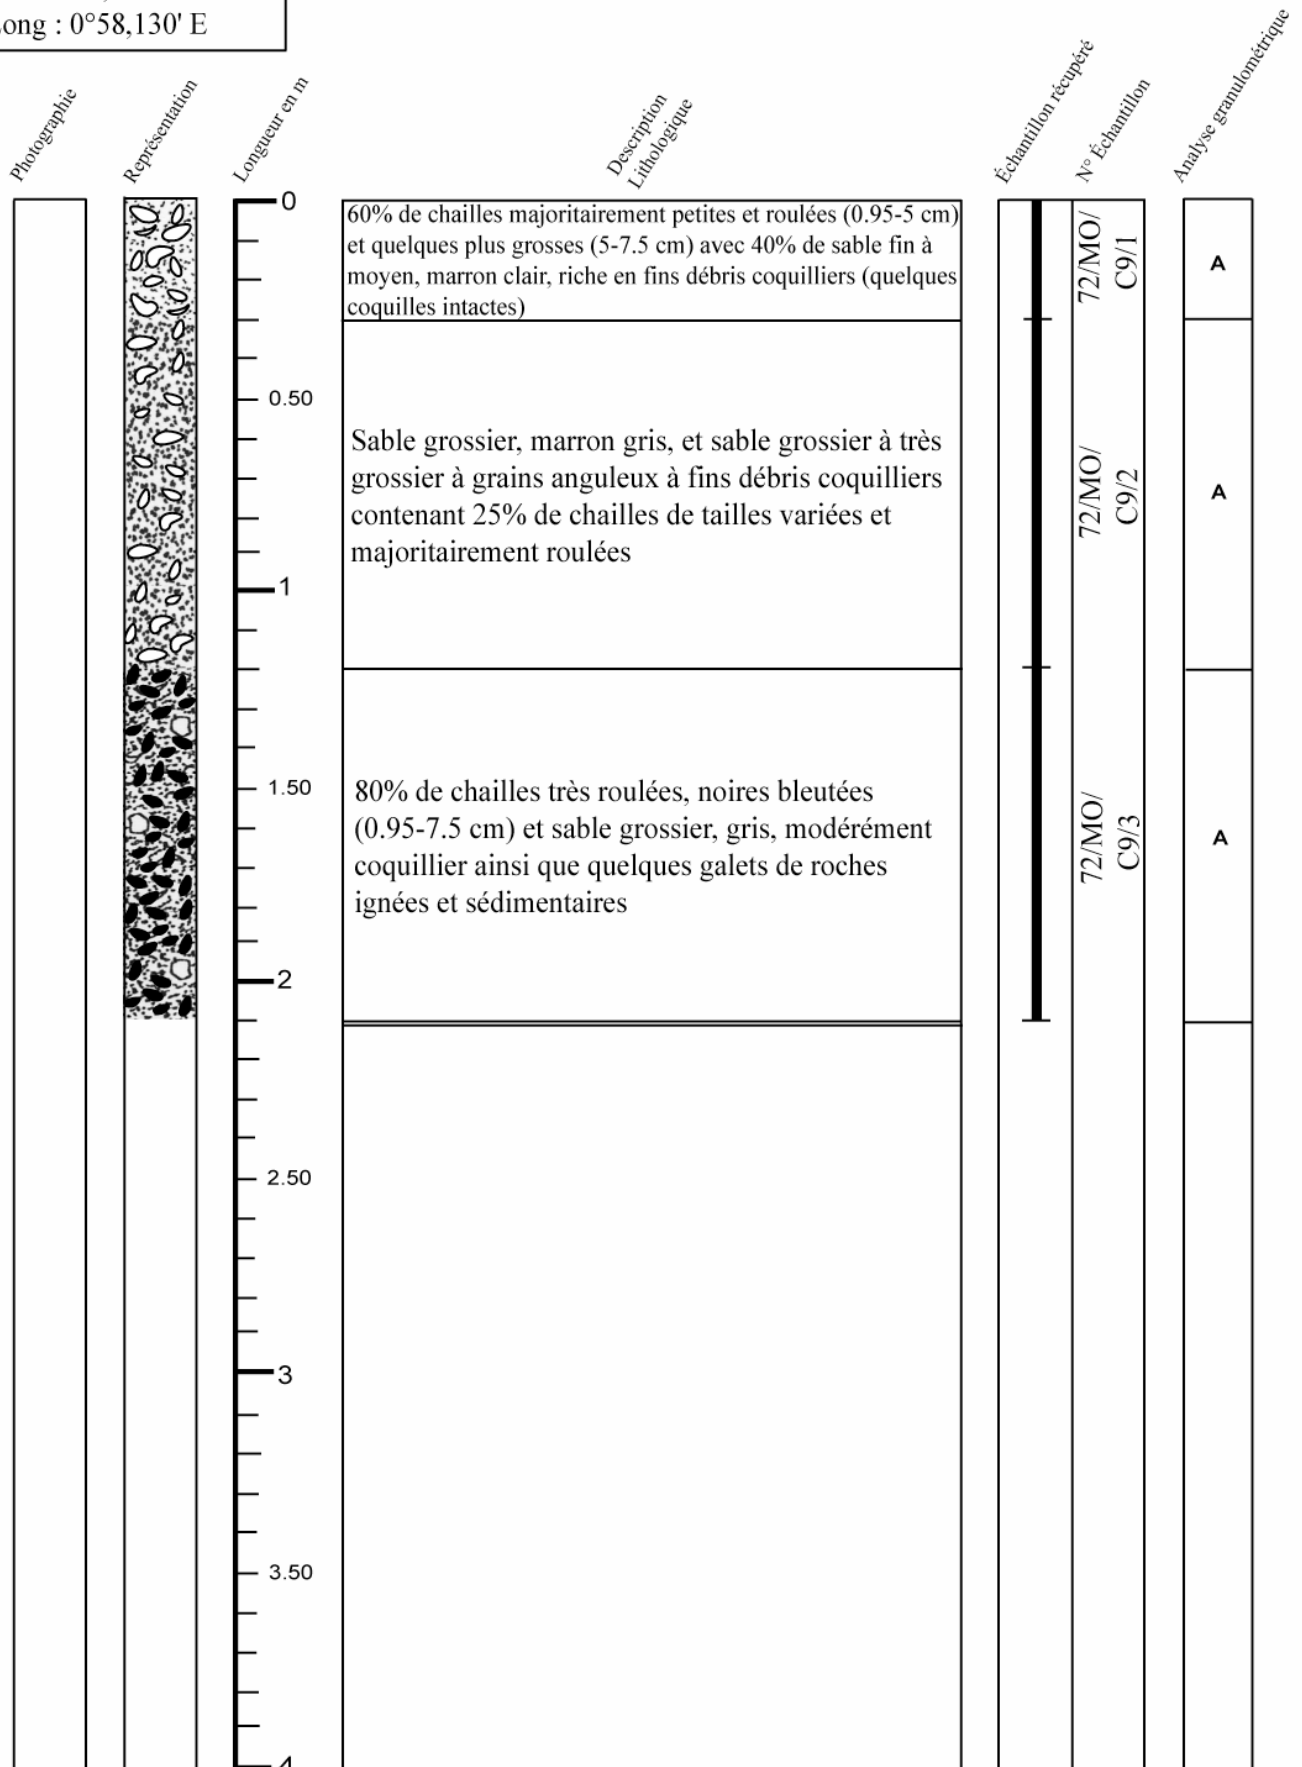 Long : 0°58,130' E
Photographie
Représentation
Longueur en m
Description
Lithologique
Échantillon récupéré
N° Échantillon
Analyse granulométrique
0
60% de chailles majoritairement petites et roulées (0.95-5 cm)
et quelques plus grosses (5-7.5 cm) avec 40% de sable fin à
moyen, marron clair, riche en fins débris coquilliers (quelques
coquilles intactes)
72/MO/
C9/1
A
0.50
Sable grossier, marron gris, et sable grossier à très
grossier à grains anguleux à fins débris coquilliers
contenant 25% de chailles de tailles variées et
majoritairement roulées
72/MO/
C9/2
A
1
1.50
80% de chailles très roulées, noires bleutées
(0.95-7.5 cm) et sable grossier, gris, modérément
coquillier ainsi que quelques galets de roches
ignées et sédimentaires
72/MO/
C9/3
A
2
2.50
3
3.50
4